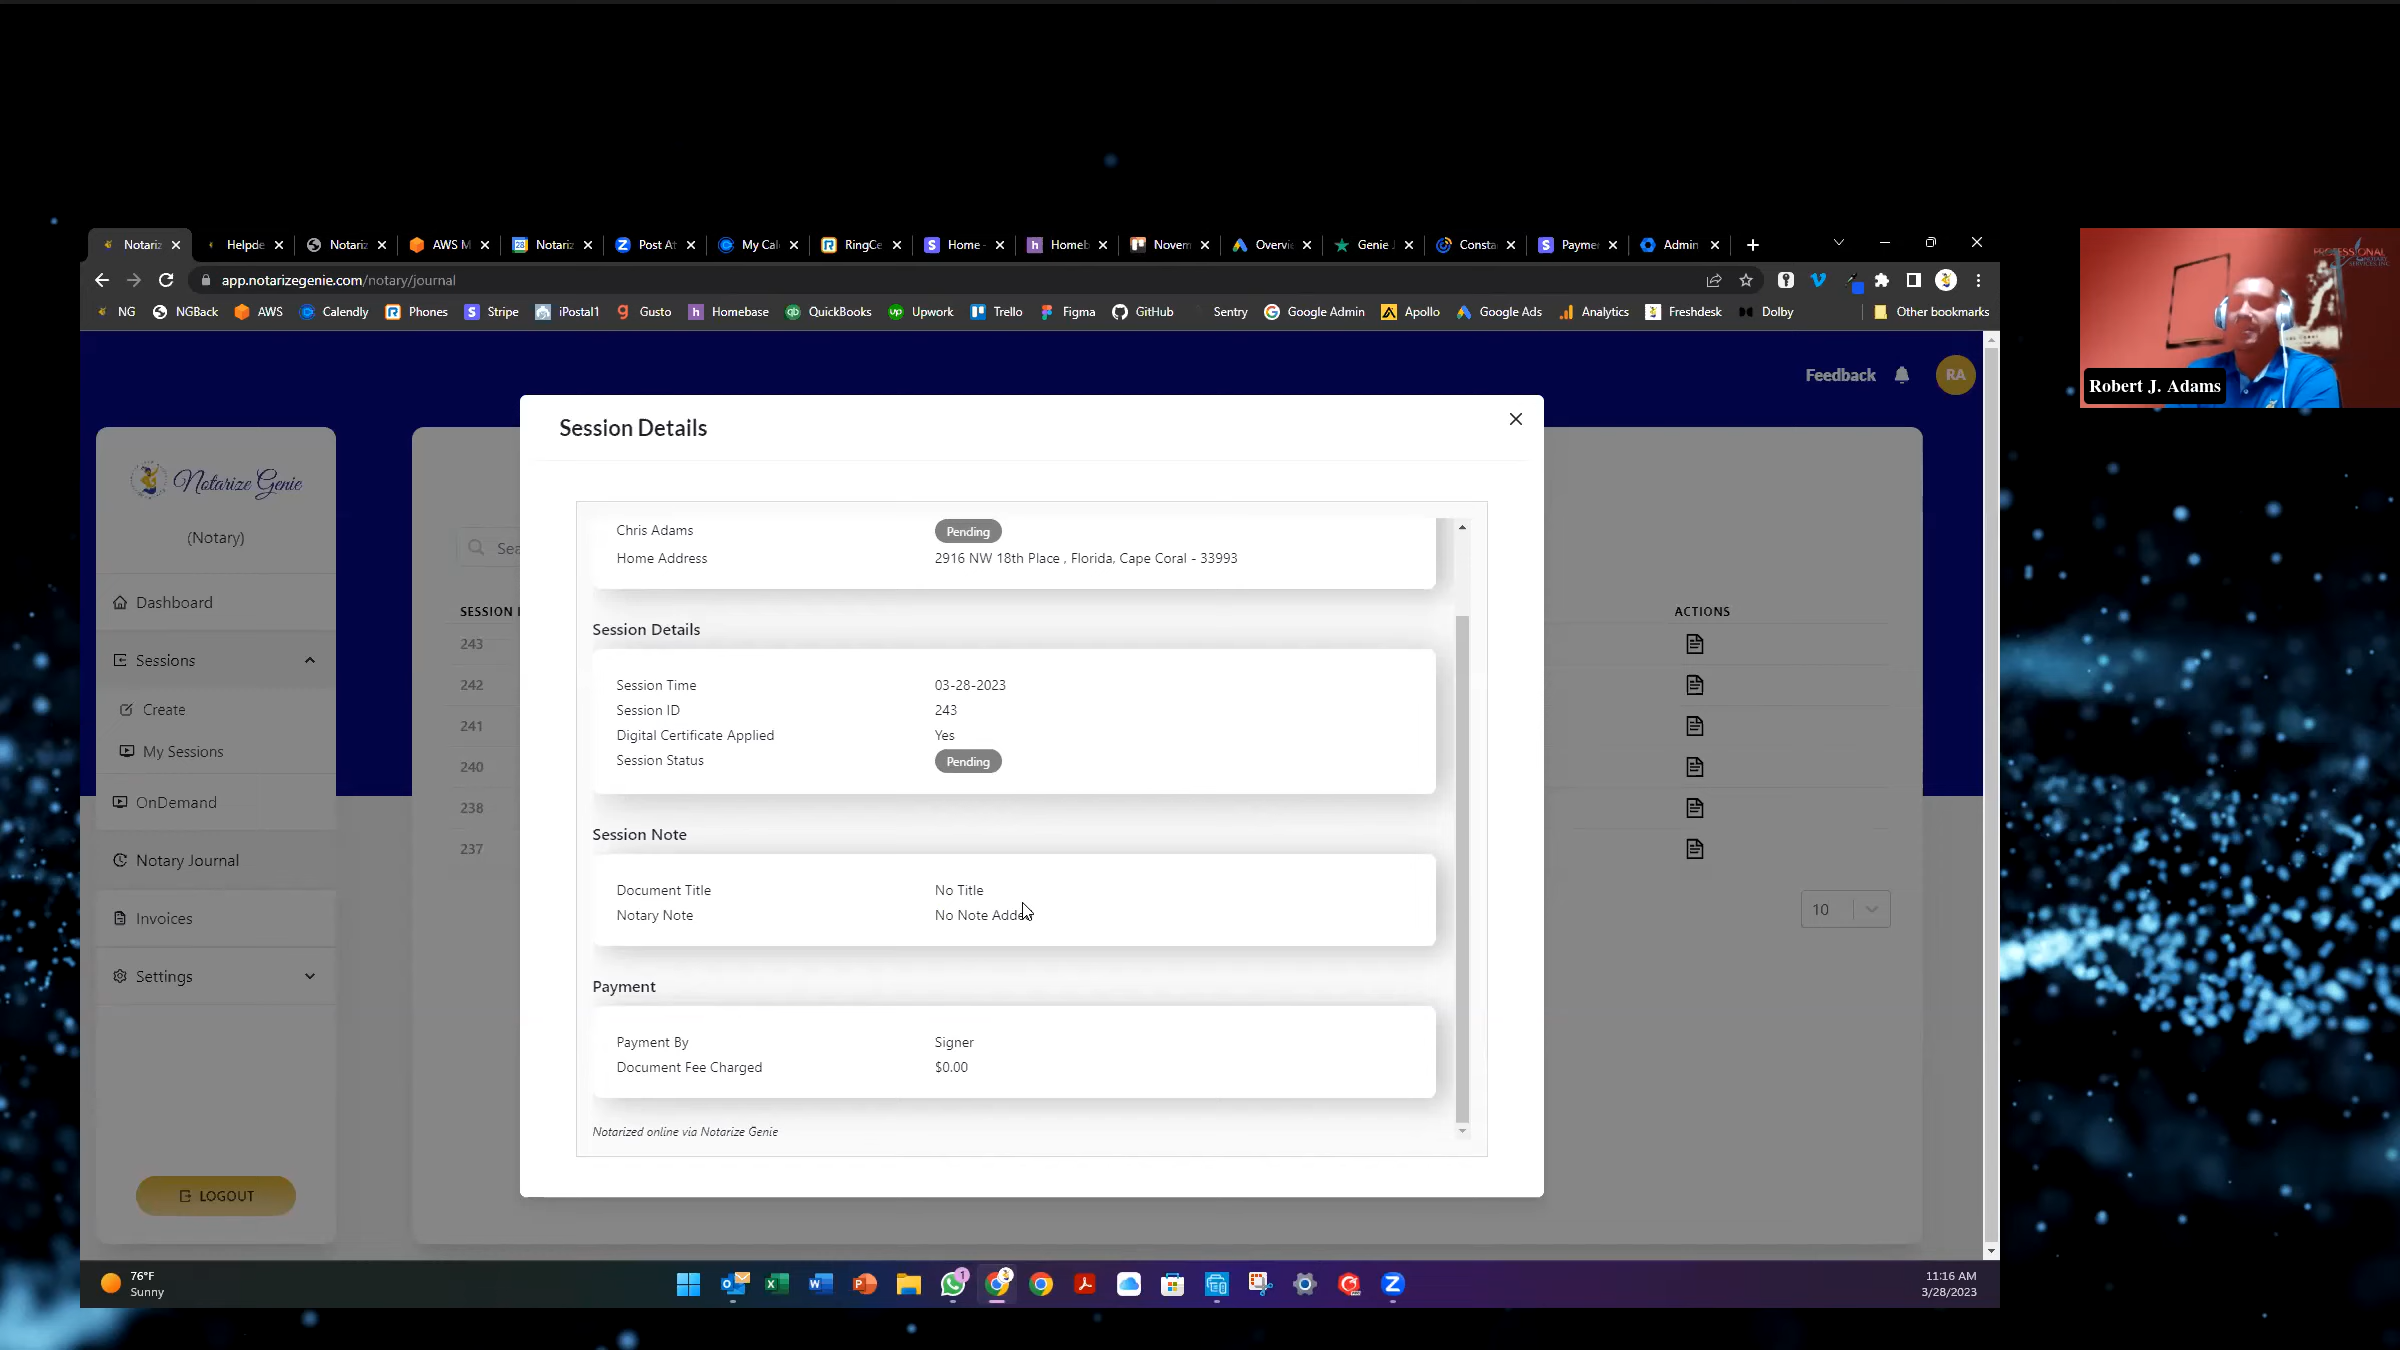 Notariz Helpde Notariz AWS M Notariz Post At My Cal RingCe Home - Homeb Novem Overvi Genie J Consta Paymer Admin
app.notarizegenie.com/notary/journal
NG NGBack AWS Calendly Phones Stripe iPostal1 Gusto Homebase QuickBooks Upwork Trello Figma GitHub Sentry Google Admin Apollo Google Ads Analytics Freshdesk Dolby Other bookmarks
Feedback RA
PROFESSIONAL
Robert J. Adams
Notarize Genie
(Notary)
Dashboard
Sessions
Create
My Sessions
OnDemand
Notary Journal
Invoices
Settings
LOGOUT
Sea
SESSION I
243
242
241
240
238
237
ACTIONS
10
Session Details
Chris Adams Pending
Home Address 2916 NW 18th Place , Florida, Cape Coral - 33993
Session Details
Session Time 03-28-2023
Session ID 243
Digital Certificate Applied Yes
Session Status Pending
Session Note
Document Title No Title
Notary Note No Note Added
Payment
Payment By Signer
Document Fee Charged $0.00
Notarized online via Notarize Genie
76°F
Sunny
11:16 AM
3/28/2023